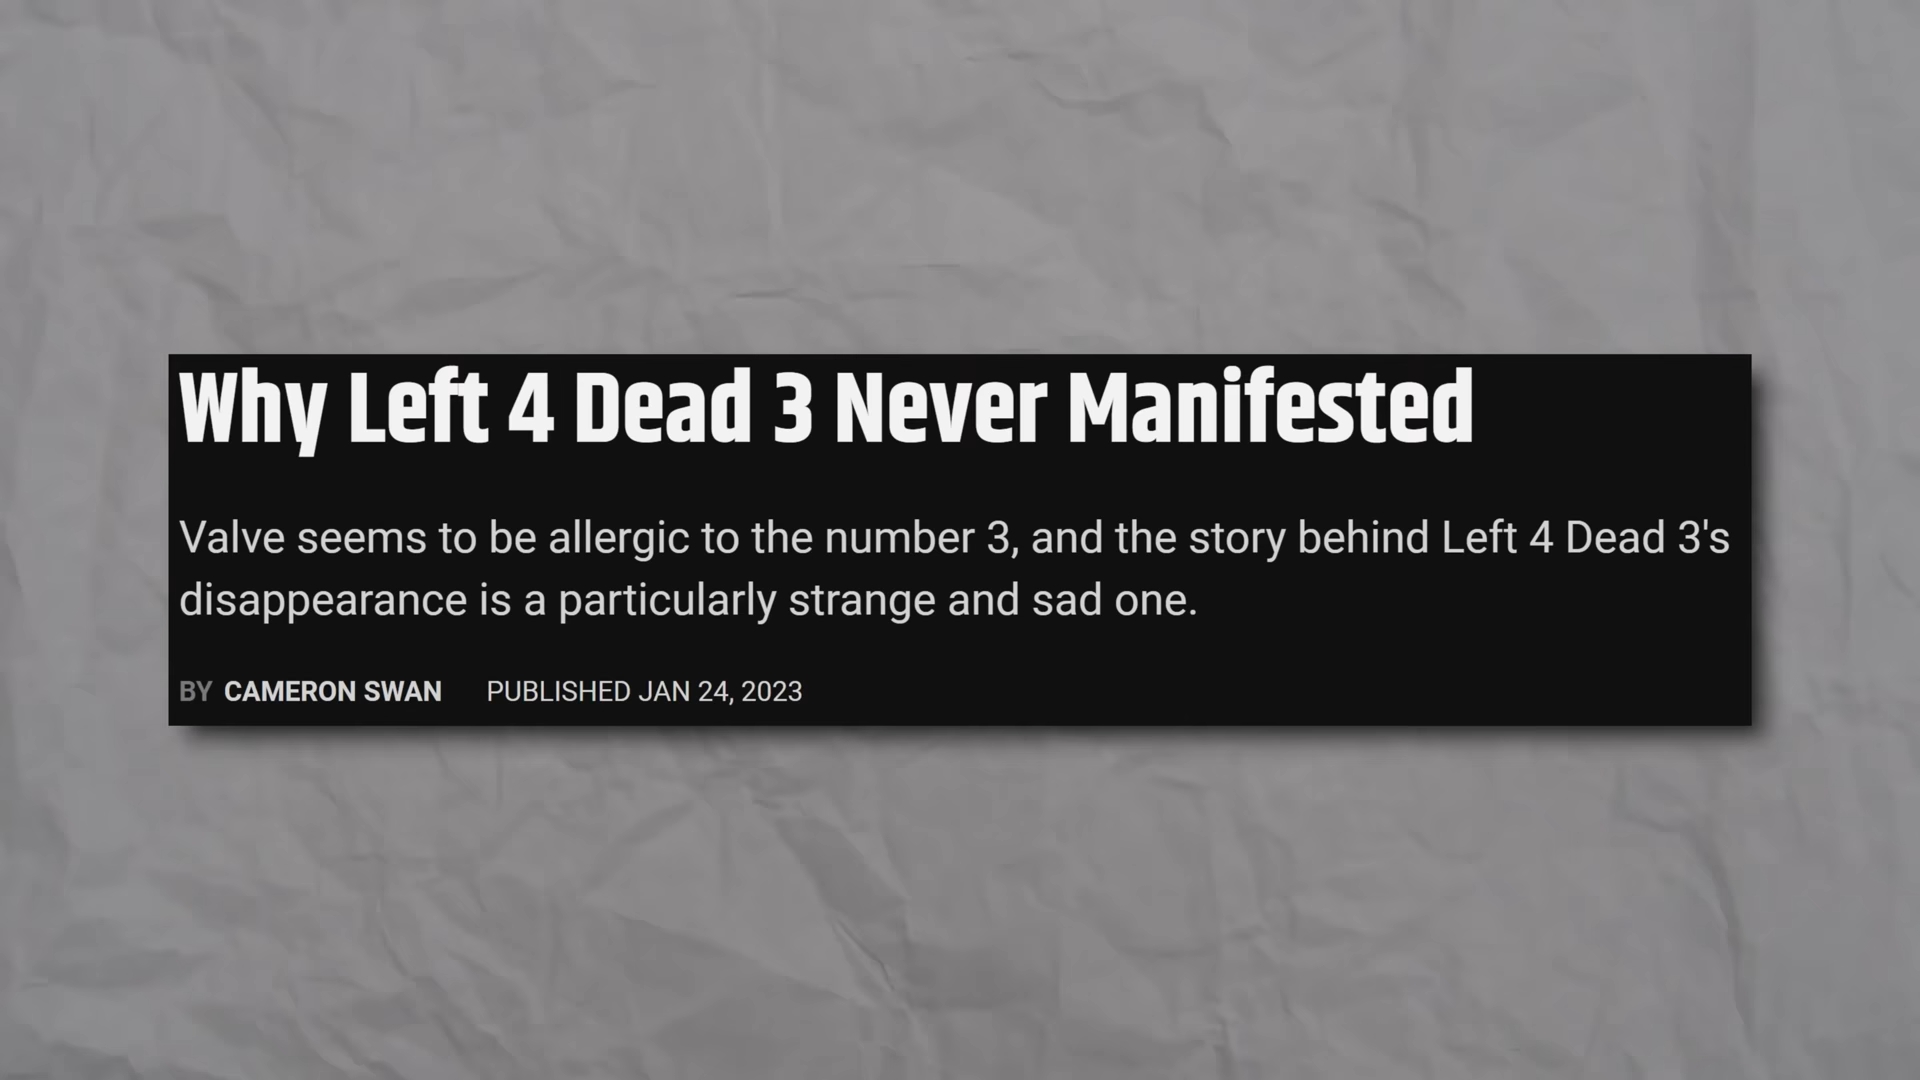 Why Left 4 Dead 3 Never Manifested
Valve seems to be allergic to the number 3, and the story behind Left 4 Dead 3's
disappearance is a particularly strange and sad one.
BY CAMERON SWAN PUBLISHED JAN 24, 2023